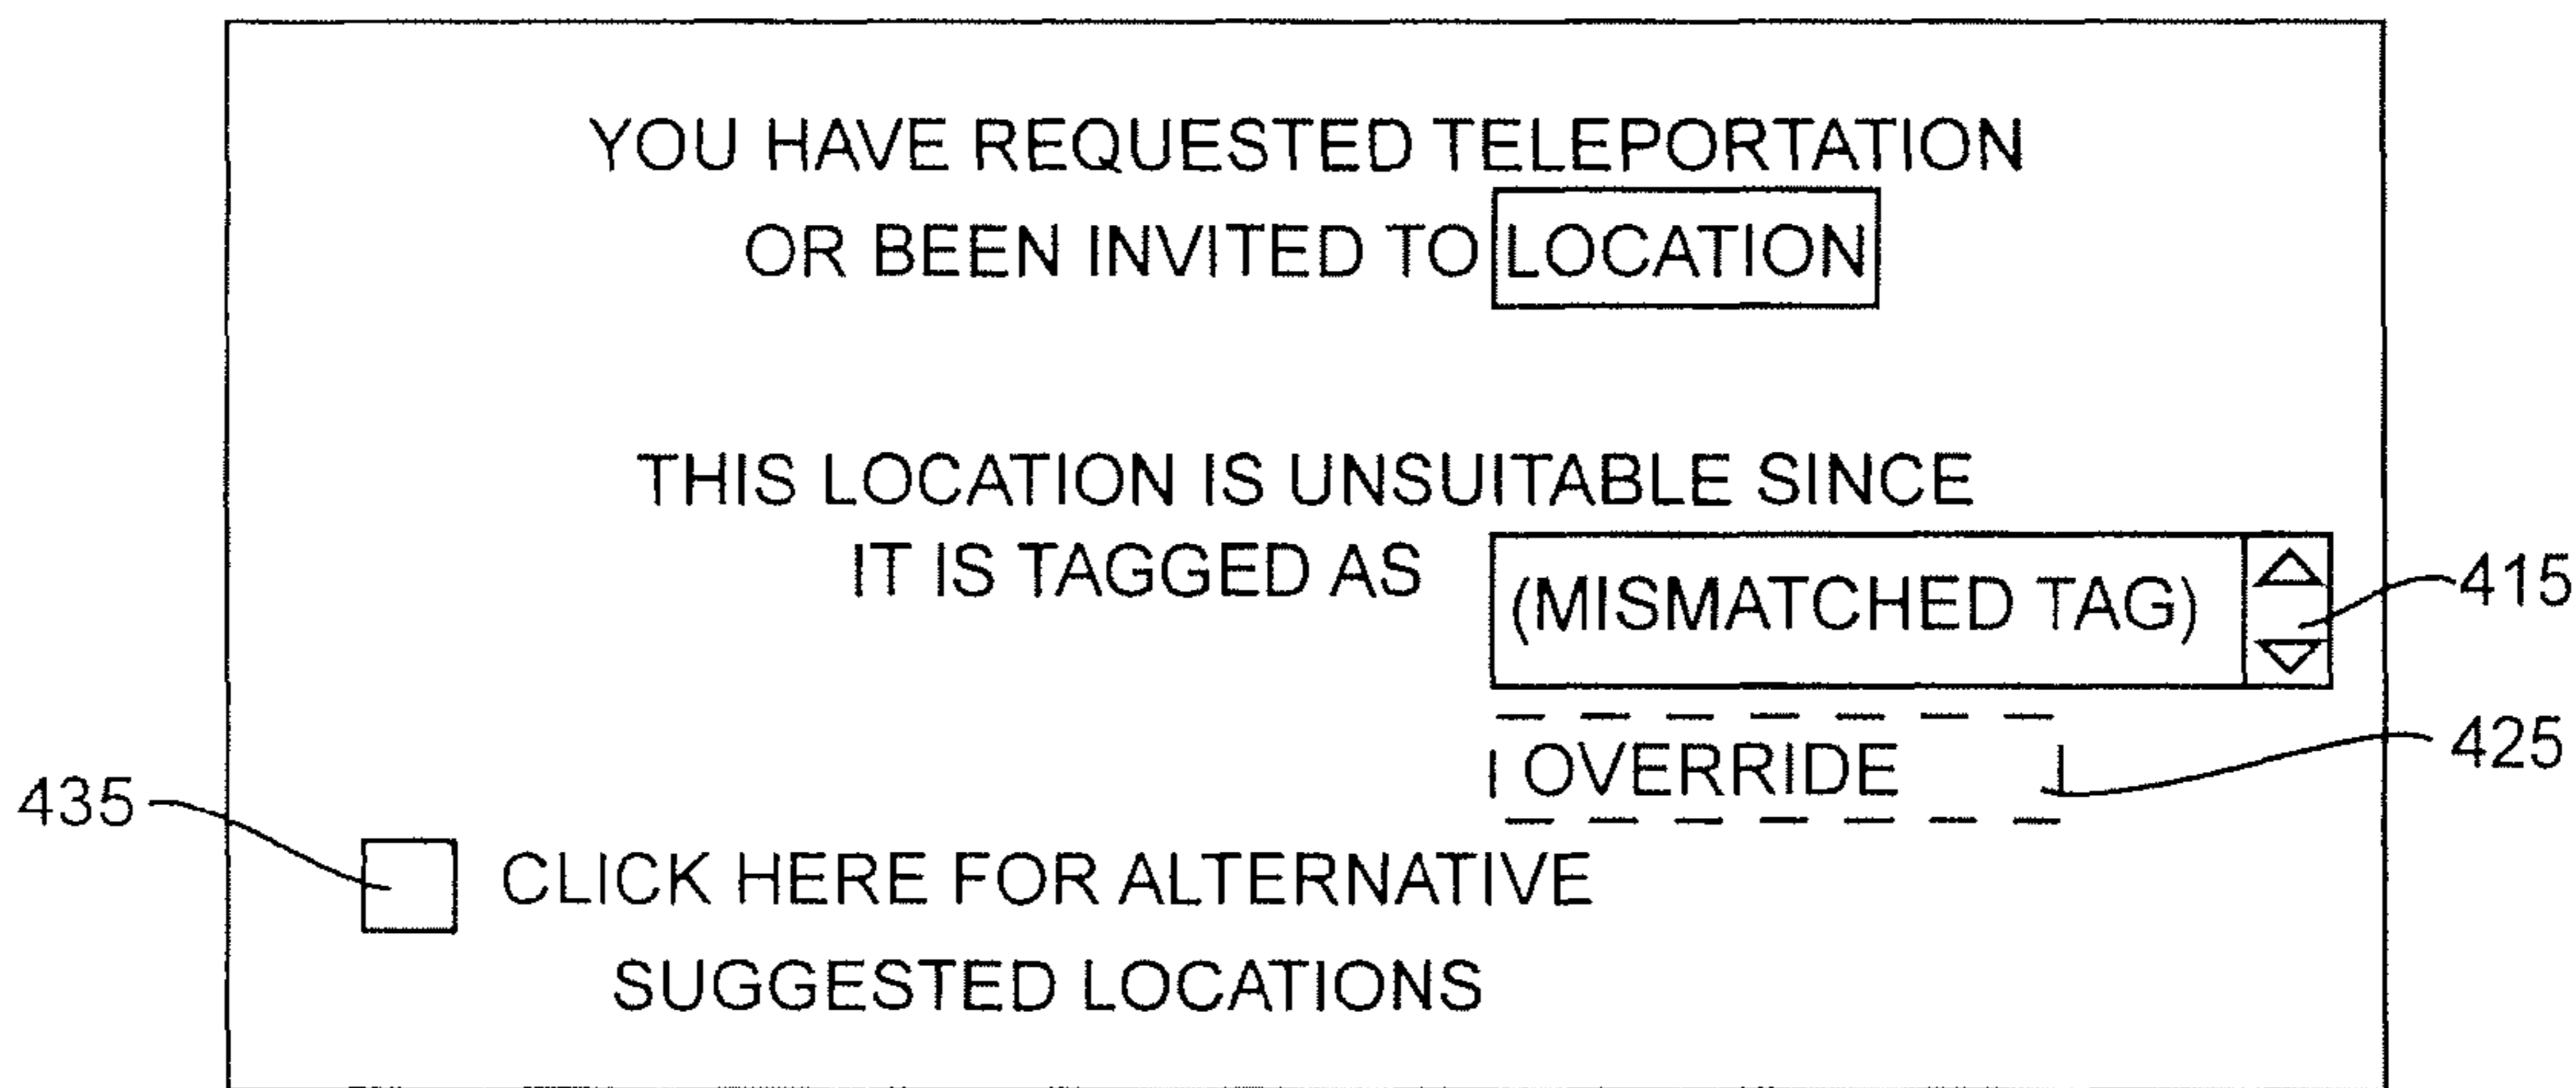 YOU HAVE REQUESTED TELEPORTATION
OR BEEN INVITED TO LOCATION
THIS LOCATION IS UNSUITABLE SINCE
IT IS TAGGED AS (MISMATCHED TAG)
415
OVERRIDE
425
435
CLICK HERE FOR ALTERNATIVE
SUGGESTED LOCATIONS